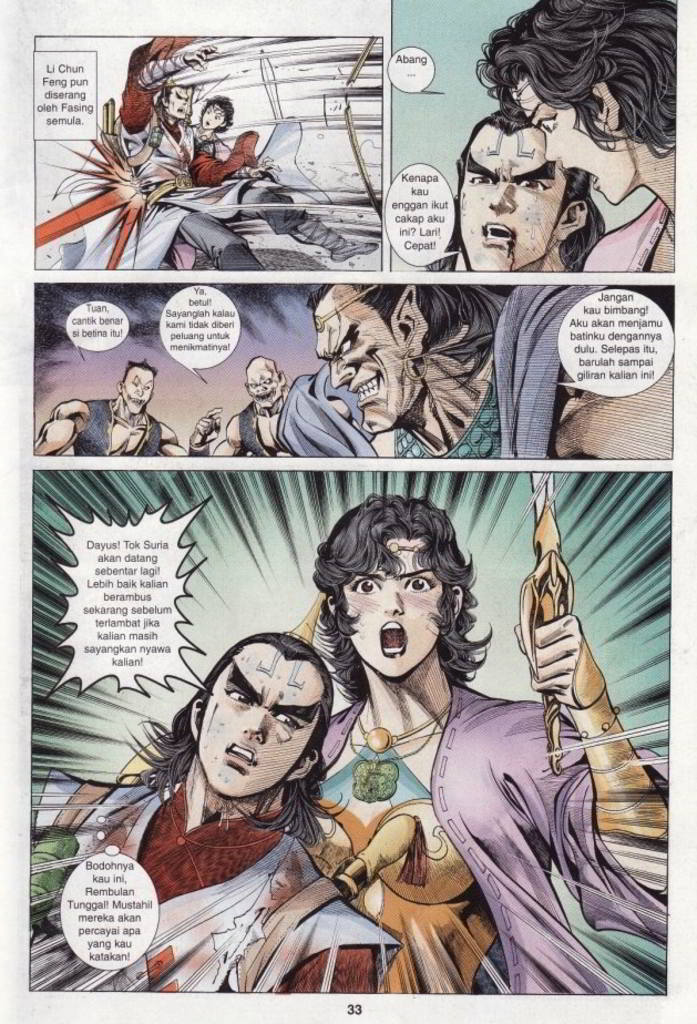 Li Chun
Feng pun
diserang
oleh Fasing
semula.
Abang
...
Kenapa
kau
enggan ikut
cakap aku
ini? Lari!
Cepat!
Tuan,
cantik benar
si betina itu!
Ya,
betul!
Sayanglah kalau
kami tidak diberi
peluang untuk
menikmatinya!
Jangan
kau bimbang!
Aku akan menjamu
batinku dengannya
dulu. Selepas itu,
barulah sampai
giliran kalian ini!
Dayus! Tok Suria
akan datang
sebentar lagi!
Lebih baik kalian
berambus
sekarang sebelum
terlambat jika
kalian masih
sayangkan nyawa
kalian!
Bodohnya
kau ini,
Rembulan
Tunggal! Mustahil
mereka akan
percayai apa
yang kau
katakan!
33